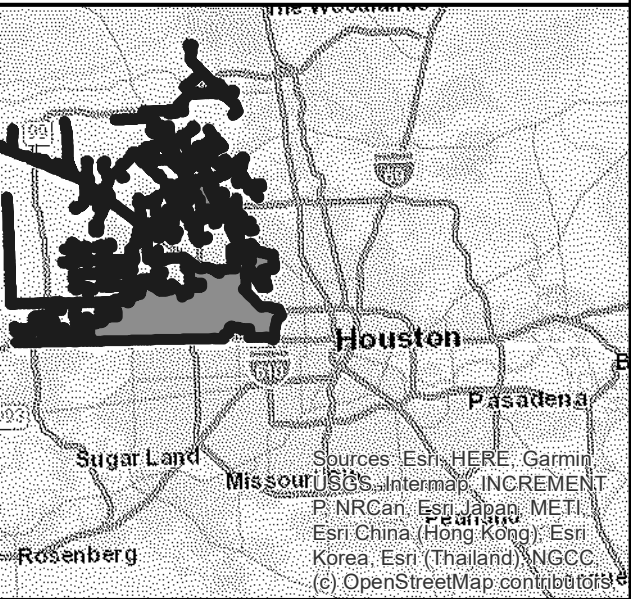 The Woodlands
99
Houston
Pasadena
Sugar Land
Rosenberg
Sources: Esri, HERE, Garmin,
USGS, Intermap, INCREMENT
P, NRCan, Esri Japan, METI,
Esri China (Hong Kong), Esri
Korea, Esri (Thailand), NGCC,
(c) OpenStreetMap contributors